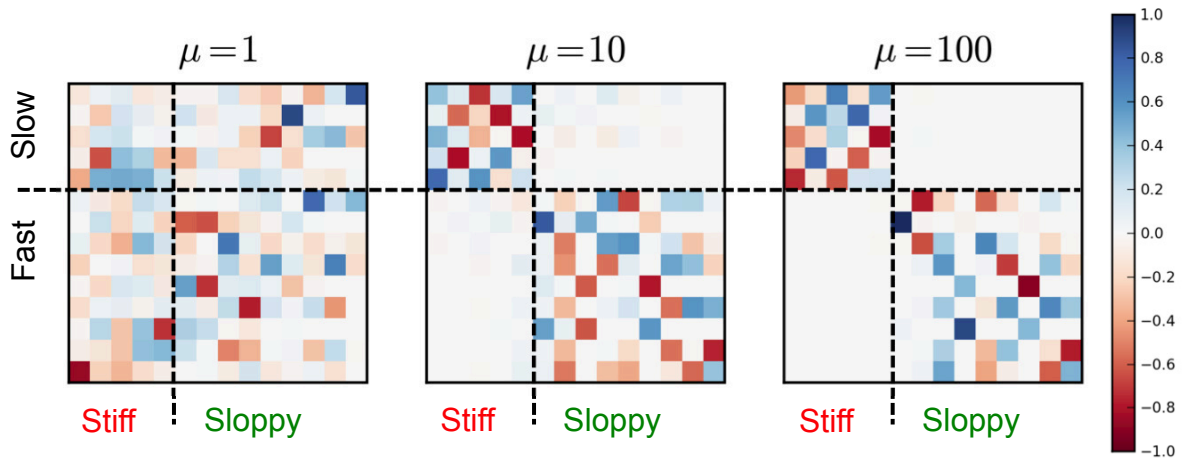 μ = 1
μ = 10
μ = 100
Slow
Fast
Stiff
Sloppy
Stiff
Sloppy
Stiff
Sloppy
1.0
0.8
0.6
0.4
0.2
0.0
−0.2
−0.4
−0.6
−0.8
−1.0